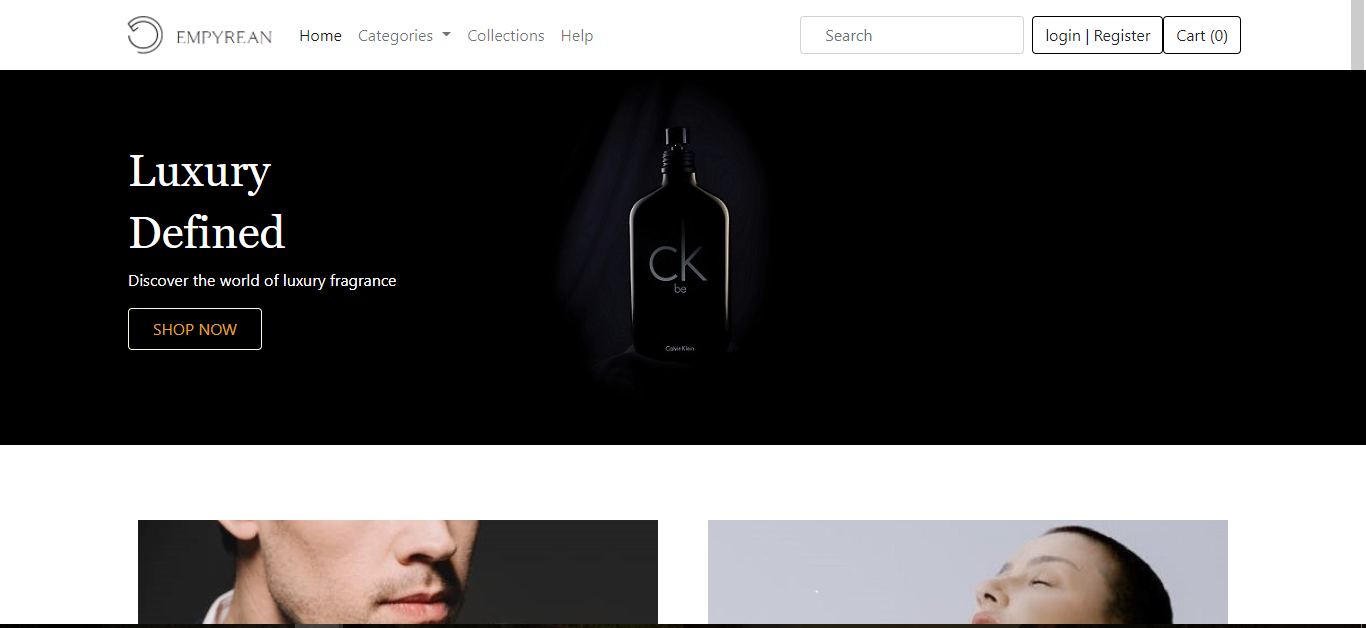 EMPYREAN Home Categories Collections Help Search login | Register Cart (0)
Luxury
Defined
Discover the world of luxury fragrance
SHOP NOW
ck
be
Calvin Klein